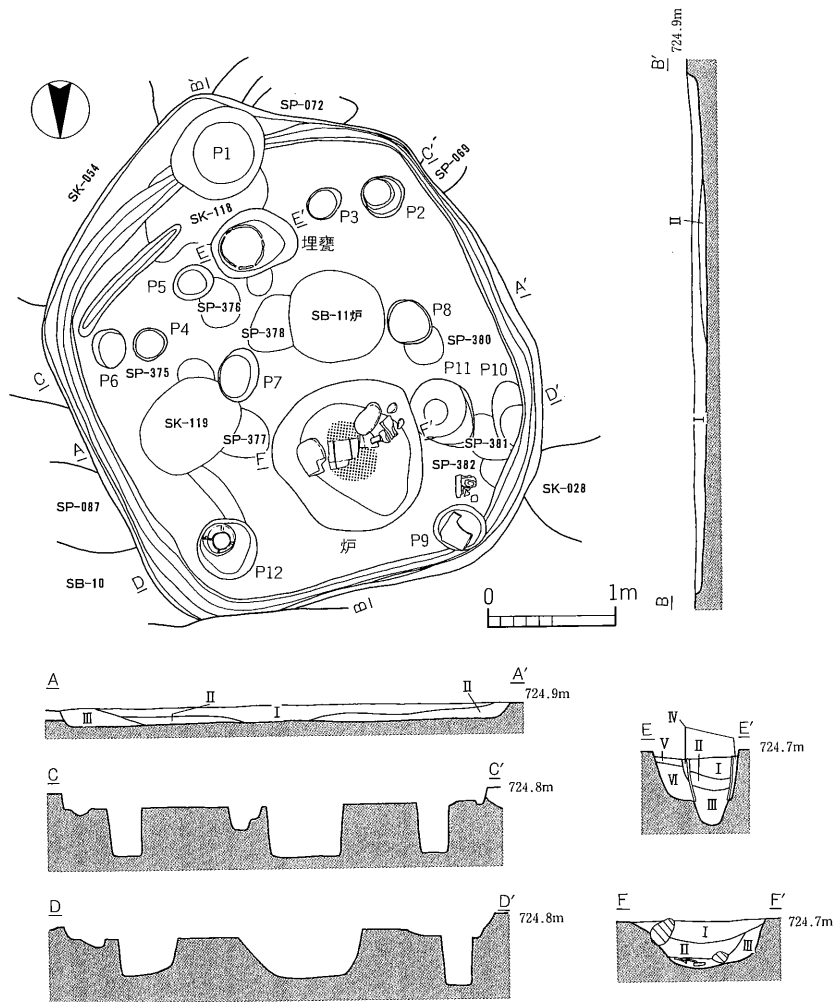 B'
SP-072
C'
SP-069
SK-054
P1
SK-118
E
E'
埋甕
P3
P2
P5
SP-376
SP-378
SB-11炉
P8
SP-380
A'
P4
P6
SP-375
P7
P11
P10
D'
C
SK-119
SP-377
F
F'
SP-381
SP-382
SK-028
A
SP-087
SB-10
D
P12
炉
P9
B
0 1m
B' 724.9m
Ⅱ
Ⅰ
B
A Ⅲ Ⅱ Ⅰ Ⅱ A' 724.9m
C C' 724.8m
D D' 724.8m
Ⅳ
E E' 724.7m
Ⅴ Ⅱ Ⅰ
Ⅵ Ⅲ
F F' 724.7m
Ⅰ
Ⅱ Ⅲ